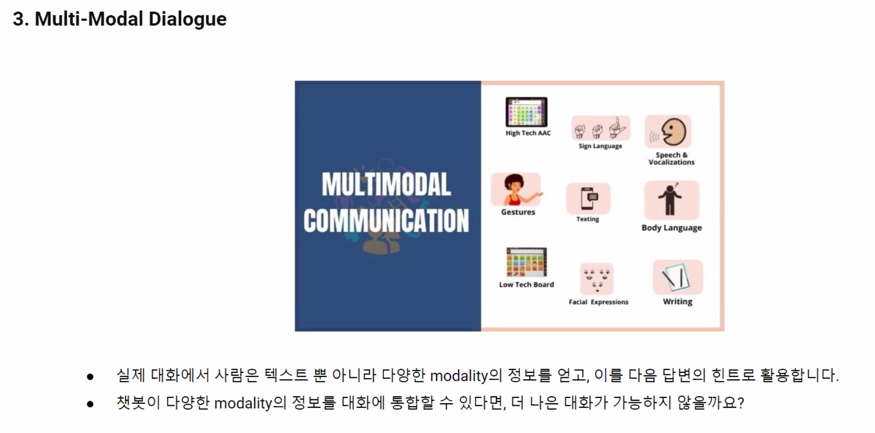 3. Multi-Modal Dialogue
MULTIMODAL
COMMUNICATION
High Tech AAC
Sign Language
Speech &
Vocalizations
Gestures
Texting
Body Language
Low Tech Board
Facial Expressions
Writing
● 실제 대화에서 사람은 텍스트 뿐 아니라 다양한 modality의 정보를 얻고, 이를 다음 답변의 힌트로 활용합니다.
● 챗봇이 다양한 modality의 정보를 대화에 통합할 수 있다면, 더 나은 대화가 가능하지 않을까요?